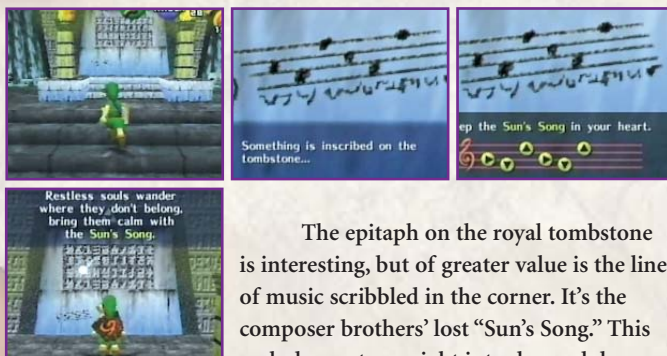 Something is inscribed on the
tombstone...
ep the Sun's Song in your heart.
Restless souls wander
where they don't belong,
bring them calm with
the Sun's Song.
The epitaph on the royal tombstone
is interesting, but of greater value is the line
of music scribbled in the corner. It's the
composer brothers' lost “Sun's Song.” This